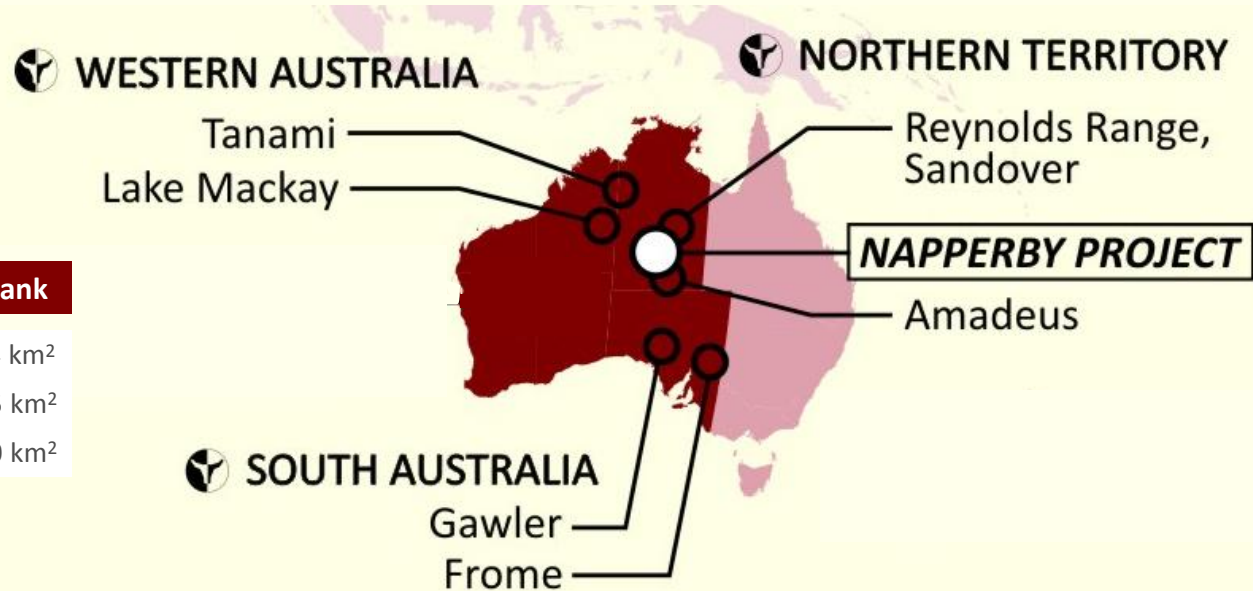 WESTERN AUSTRALIA
Tanami
Lake Mackay
NORTHERN TERRITORY
Reynolds Range,
Sandover
NAPPERBY PROJECT
Amadeus
km²
km²
km²
SOUTH AUSTRALIA
Gawler
Frome